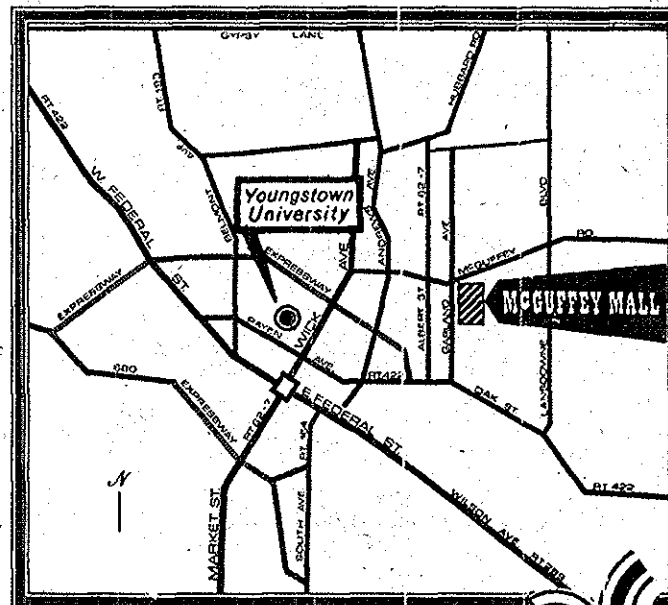 GYPSY LANE
HUBBARD RD
RT. 422
RT. 193
AVE
BELMONT
W. FEDERAL ST.
Youngstown
University
ANDREWS AVE
RT. 62-7
BLVD
EXPRESSWAY
AVE
AVE
MCGUFFEY RD
MCGUFFEY MALL
EXPRESSWAY
RAYEN AVE
WICK
ALBERT ST
GARLAND
LANSDOWNE
680
EXPRESSWAY
RT. 422
OAK ST.
E. FEDERAL ST.
RT 62-7
N
RT. 422
MARKET ST.
SOUTH AVE
WILSON AVE